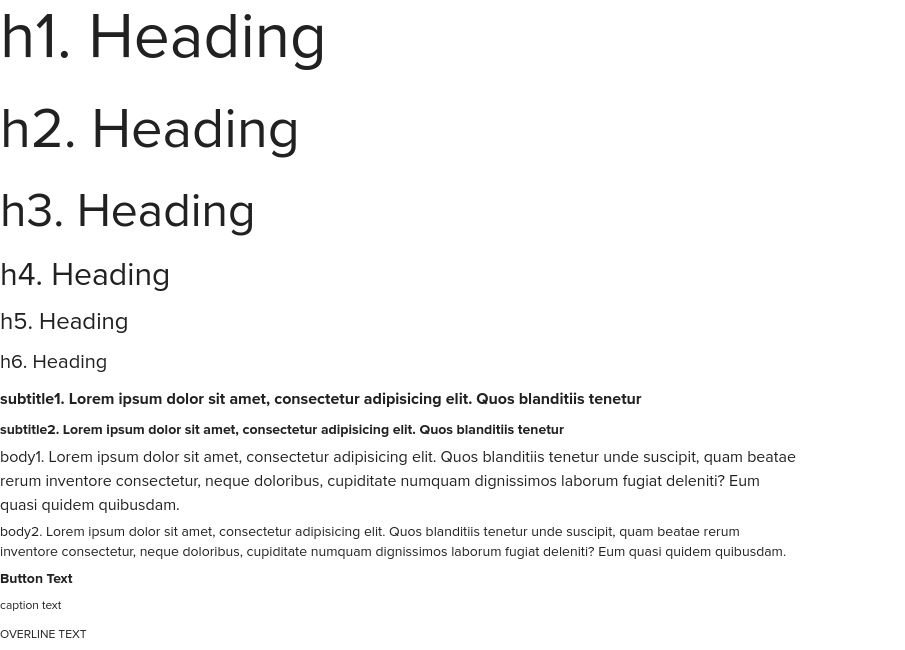 h1. Heading
h2. Heading
h3. Heading
h4. Heading
h5. Heading
h6. Heading
subtitle1. Lorem ipsum dolor sit amet, consectetur adipisicing elit. Quos blanditiis tenetur
subtitle2. Lorem ipsum dolor sit amet, consectetur adipisicing elit. Quos blanditiis tenetur
body1. Lorem ipsum dolor sit amet, consectetur adipisicing elit. Quos blanditiis tenetur unde suscipit, quam beatae
rerum inventore consectetur, neque doloribus, cupiditate numquam dignissimos laborum fugiat deleniti? Eum
quasi quidem quibusdam.
body2. Lorem ipsum dolor sit amet, consectetur adipisicing elit. Quos blanditiis tenetur unde suscipit, quam beatae rerum
inventore consectetur, neque doloribus, cupiditate numquam dignissimos laborum fugiat deleniti? Eum quasi quidem quibusdam.
Button Text
caption text
OVERLINE TEXT